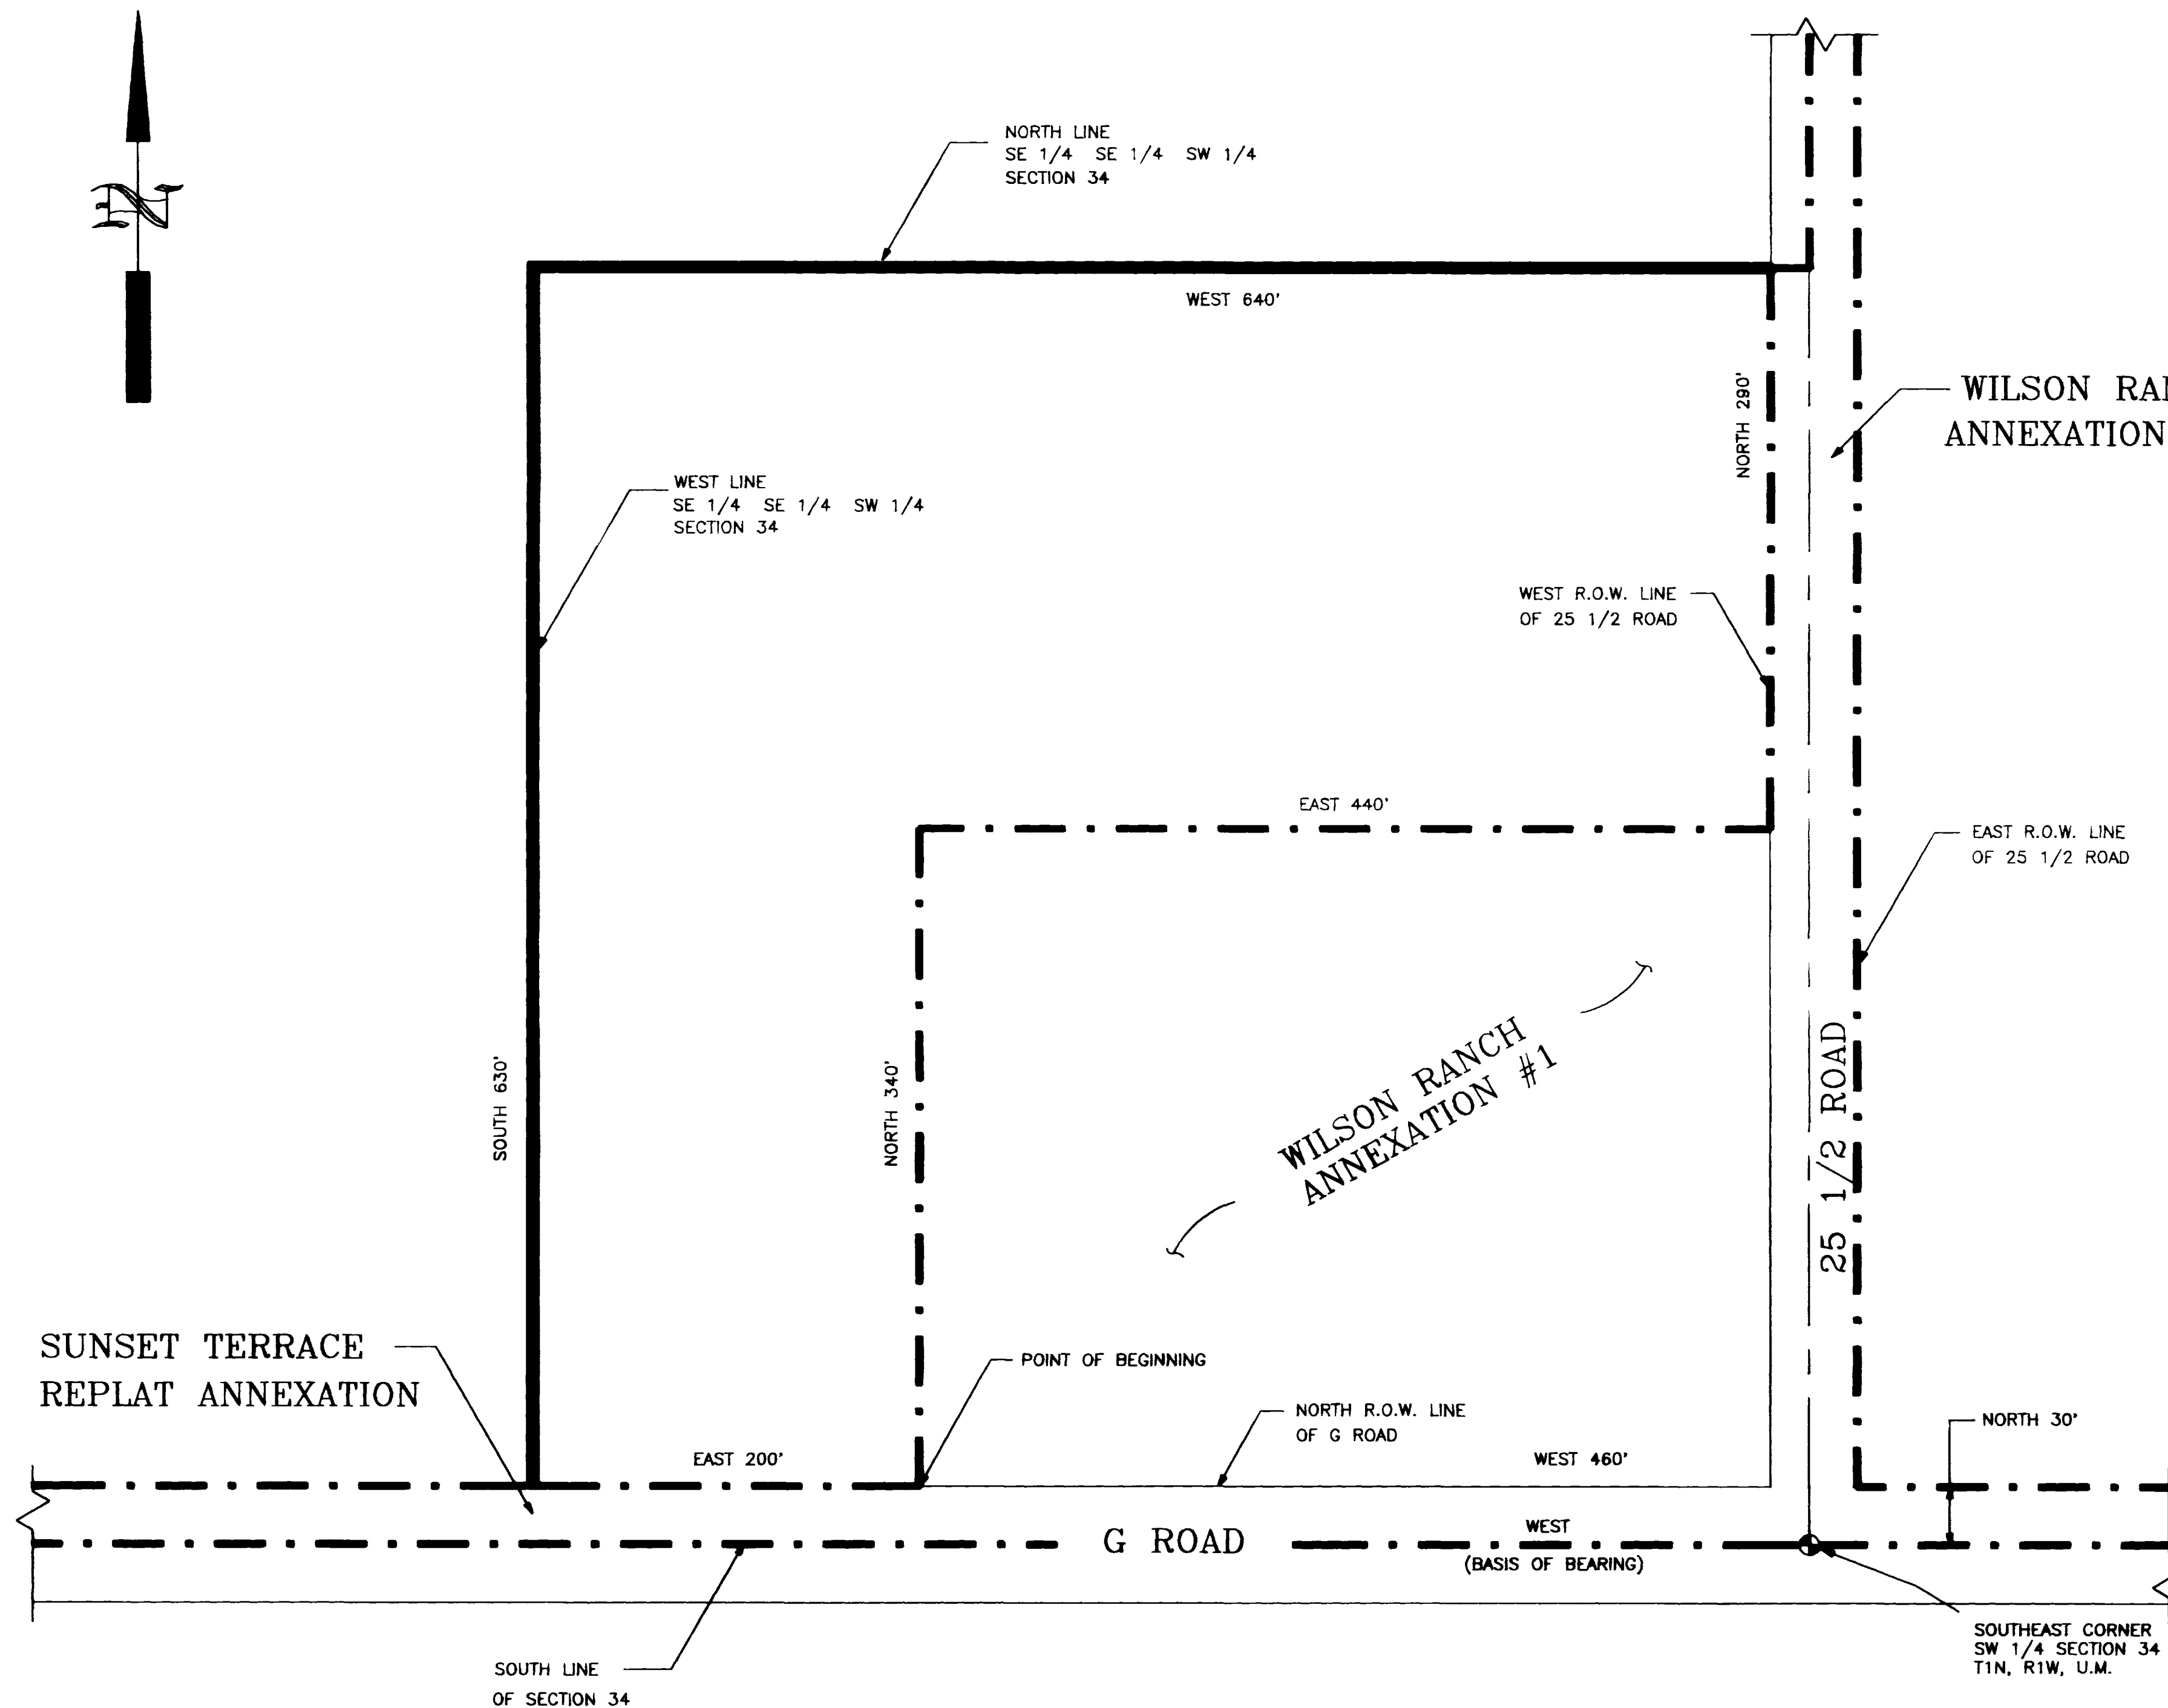 NORTH LINE
SE 1/4 SE 1/4 SW 1/4
SECTION 34
WEST 640'
NORTH 290'
WILSON
ANNEXATION
WEST LINE
SE 1/4 SE 1/4 SW 1/4
SECTION 34
WEST R.O.W. LINE
OF 25 1/2 ROAD
EAST 440'
EAST R.O.W. LINE
OF 25 1/2 ROAD
SOUTH 630'
NORTH 340'
WILSON RANCH
ANNEXATION #1
25 1/2 ROAD
SUNSET TERRACE
REPLAT ANNEXATION
POINT OF BEGINNING
NORTH R.O.W. LINE
OF G ROAD
NORTH 30'
EAST 200'
WEST 460'
G ROAD
WEST
(BASIS OF BEARING)
SOUTHEAST CORNER
SW 1/4 SECTION 34
T1N, R1W, U.M.
SOUTH LINE
OF SECTION 34